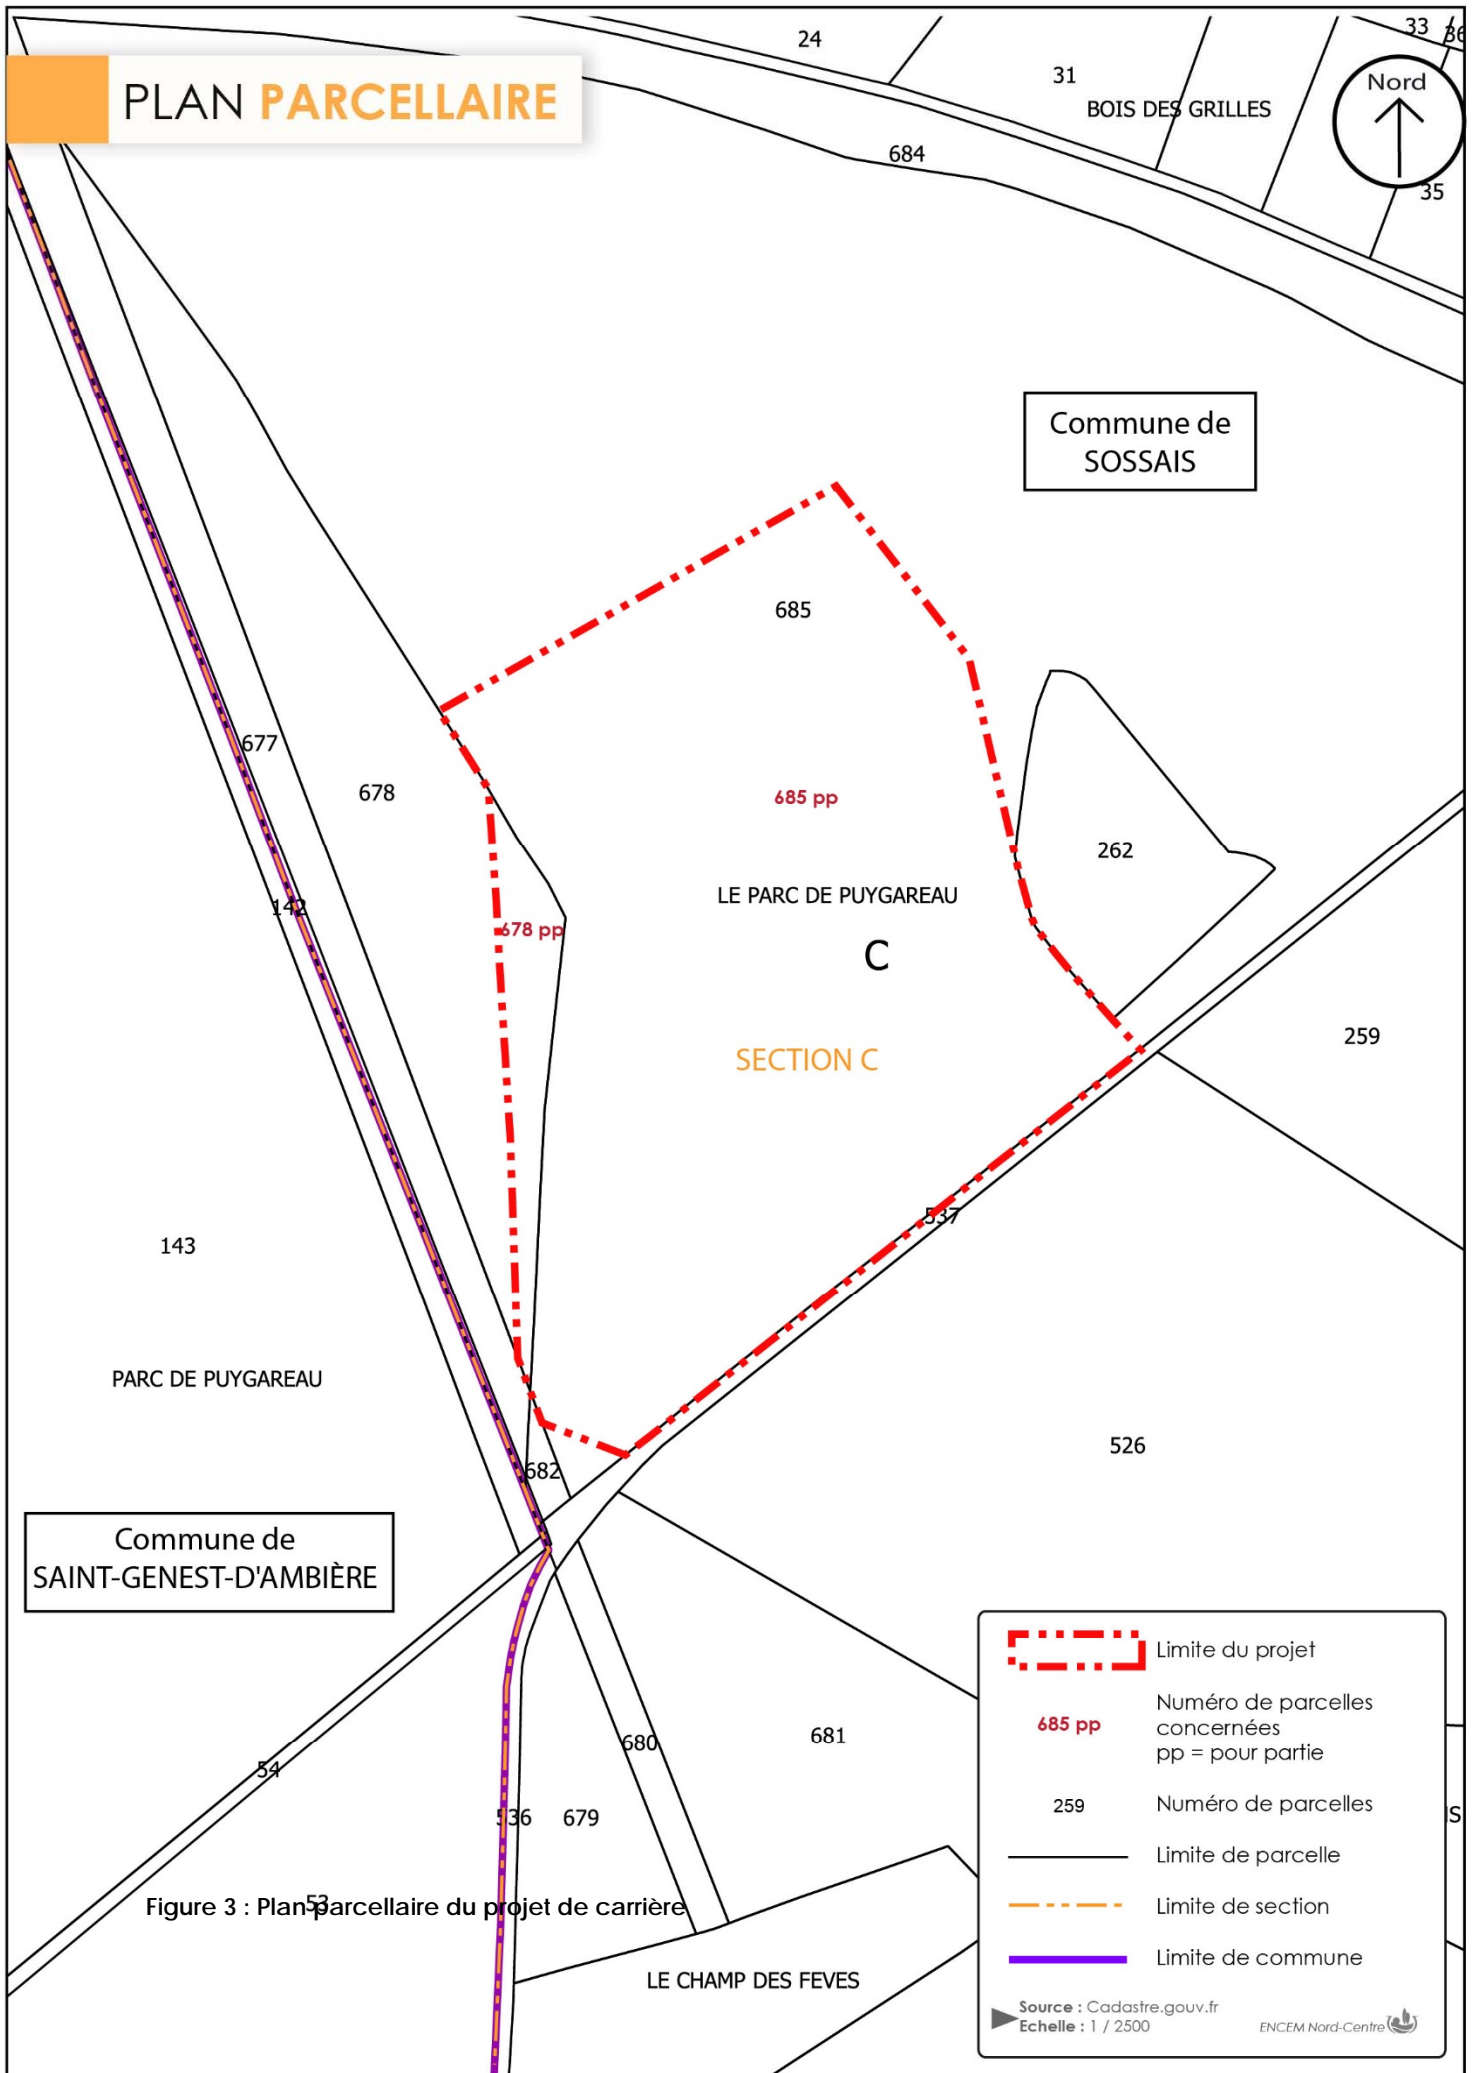 PLAN PARCELLAIRE
24
33
36
31
Nord
BOIS DES GRILLES
684
35
Commune de
SOSSAIS
685
677
678
685 pp
262
LE PARC DE PUYGAREAU
142
678 pp
C
259
SECTION C
537
143
PARC DE PUYGAREAU
526
682
Commune de
SAINT-GENEST-D'AMBIÈRE
680
681
54
536
679
53
Figure 3 : Plan parcellaire du projet de carrière
LE CHAMP DES FEVES
Limite du projet
685 pp
Numéro de parcelles
concernées
pp = pour partie
259
Numéro de parcelles
Limite de parcelle
Limite de section
Limite de commune
Source : Cadastre.gouv.fr
Echelle : 1 / 2500
ENCEM Nord-Centre